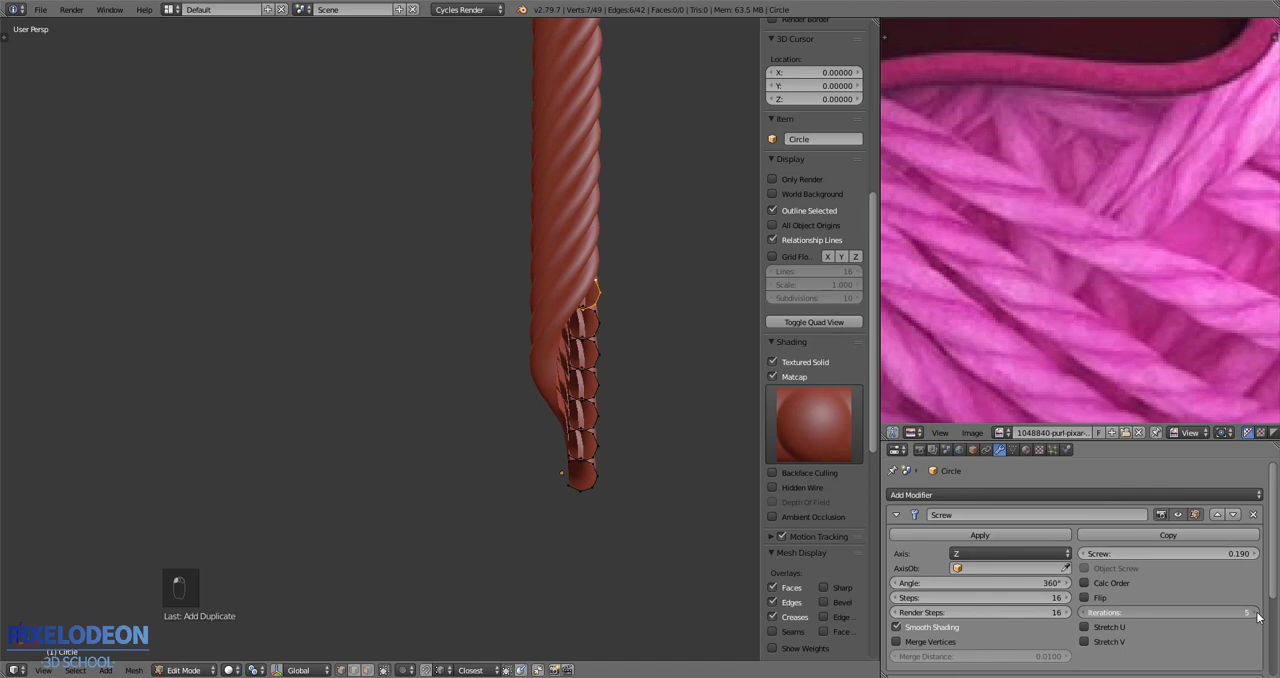 File Render Window Help Default Scene Cycles Render v2.79.7 | Verts:7/49 | Edges:6/42 | Faces:0/0 | Tris:0 | Mem: 63.5 MB | Circle
User Persp
Render Border
3D Cursor
Location:
X: 0.00000
Y: 0.00000
Z: 0.00000
Item
Circle
Display
Only Render
World Background
Outline Selected
All Object Origins
Relationship Lines
Grid Flo.. X Y Z
Lines: 16
Scale: 1.000
Subdivisions: 10
Toggle Quad View
Shading
Textured Solid
Matcap
Backface Culling
Hidden Wire
Depth Of Field
Ambient Occlusion
Motion Tracking
Mesh Display
Overlays:
Faces Sharp
Edges Bevel
Creases Edge ..
Seams Face...
Show Weights
View Image 1048840-purl-pixar-... F View
Circle
Add Modifier
Screw
Apply Copy
Axis: Z Screw: 0.190
AxisOb: Object Screw
Angle: 360° Calc Order
Steps: 16 Flip
Render Steps: 16 Iterations: 5
Smooth Shading Stretch U
Merge Vertices Stretch V
Merge Distance: 0.0100
Last: Add Duplicate
PIXELODEON
3D SCHOOL
(1) Circle
View Select Add Mesh Edit Mode Global Closest